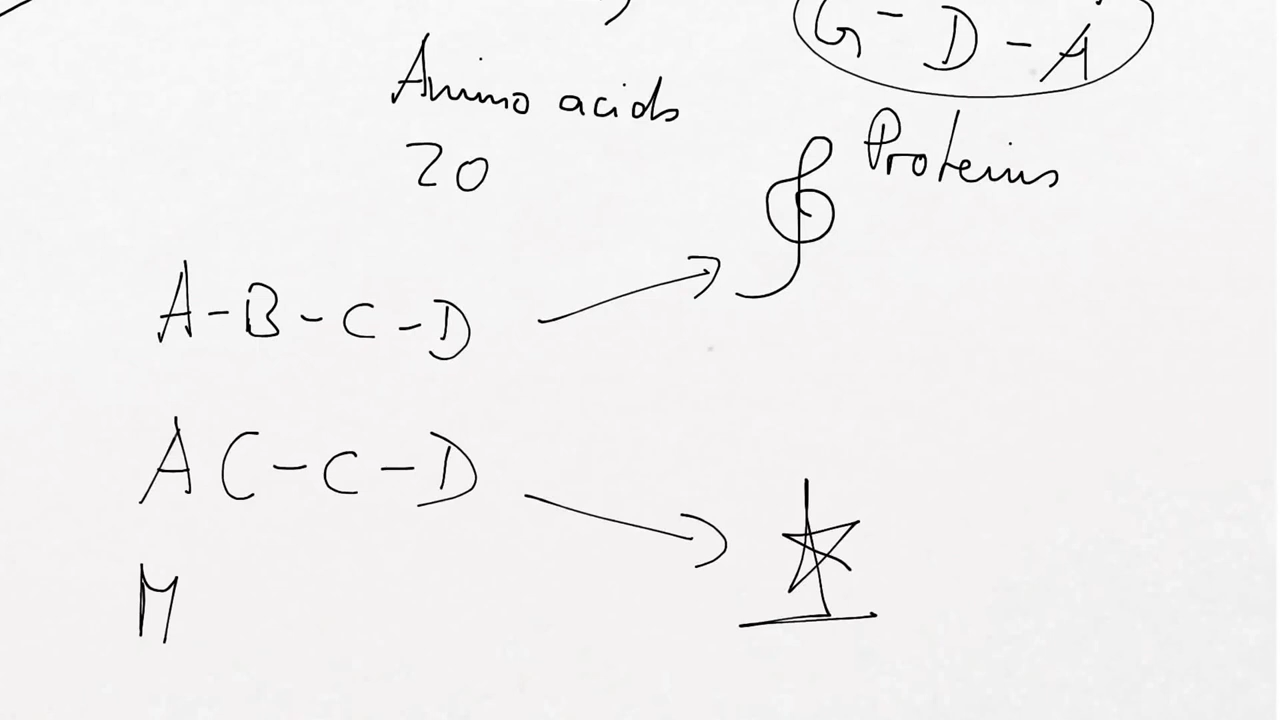 G - D - A
Amino acids
Proteins
20
A-B-C-D
A C-C-D
M